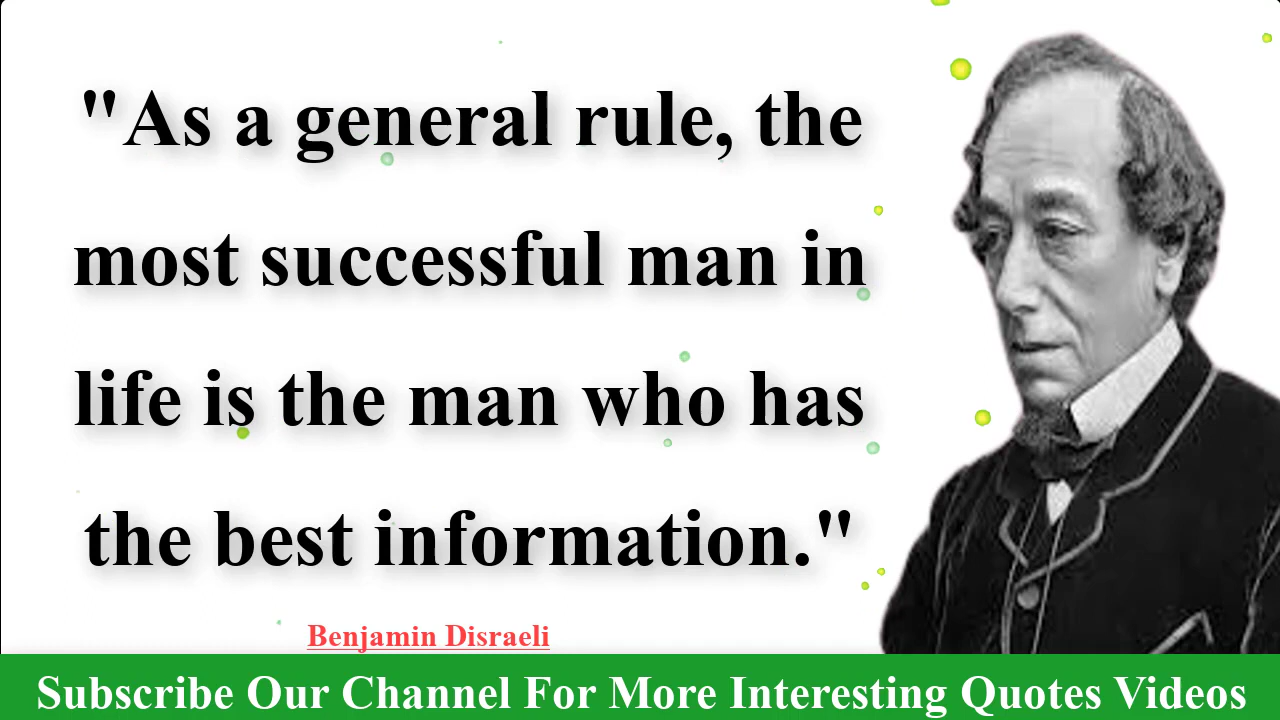 "As a general rule, the
most successful man in
life is the man who has
the best information."
Benjamin Disraeli
Subscribe Our Channel For More Interesting Quotes Videos